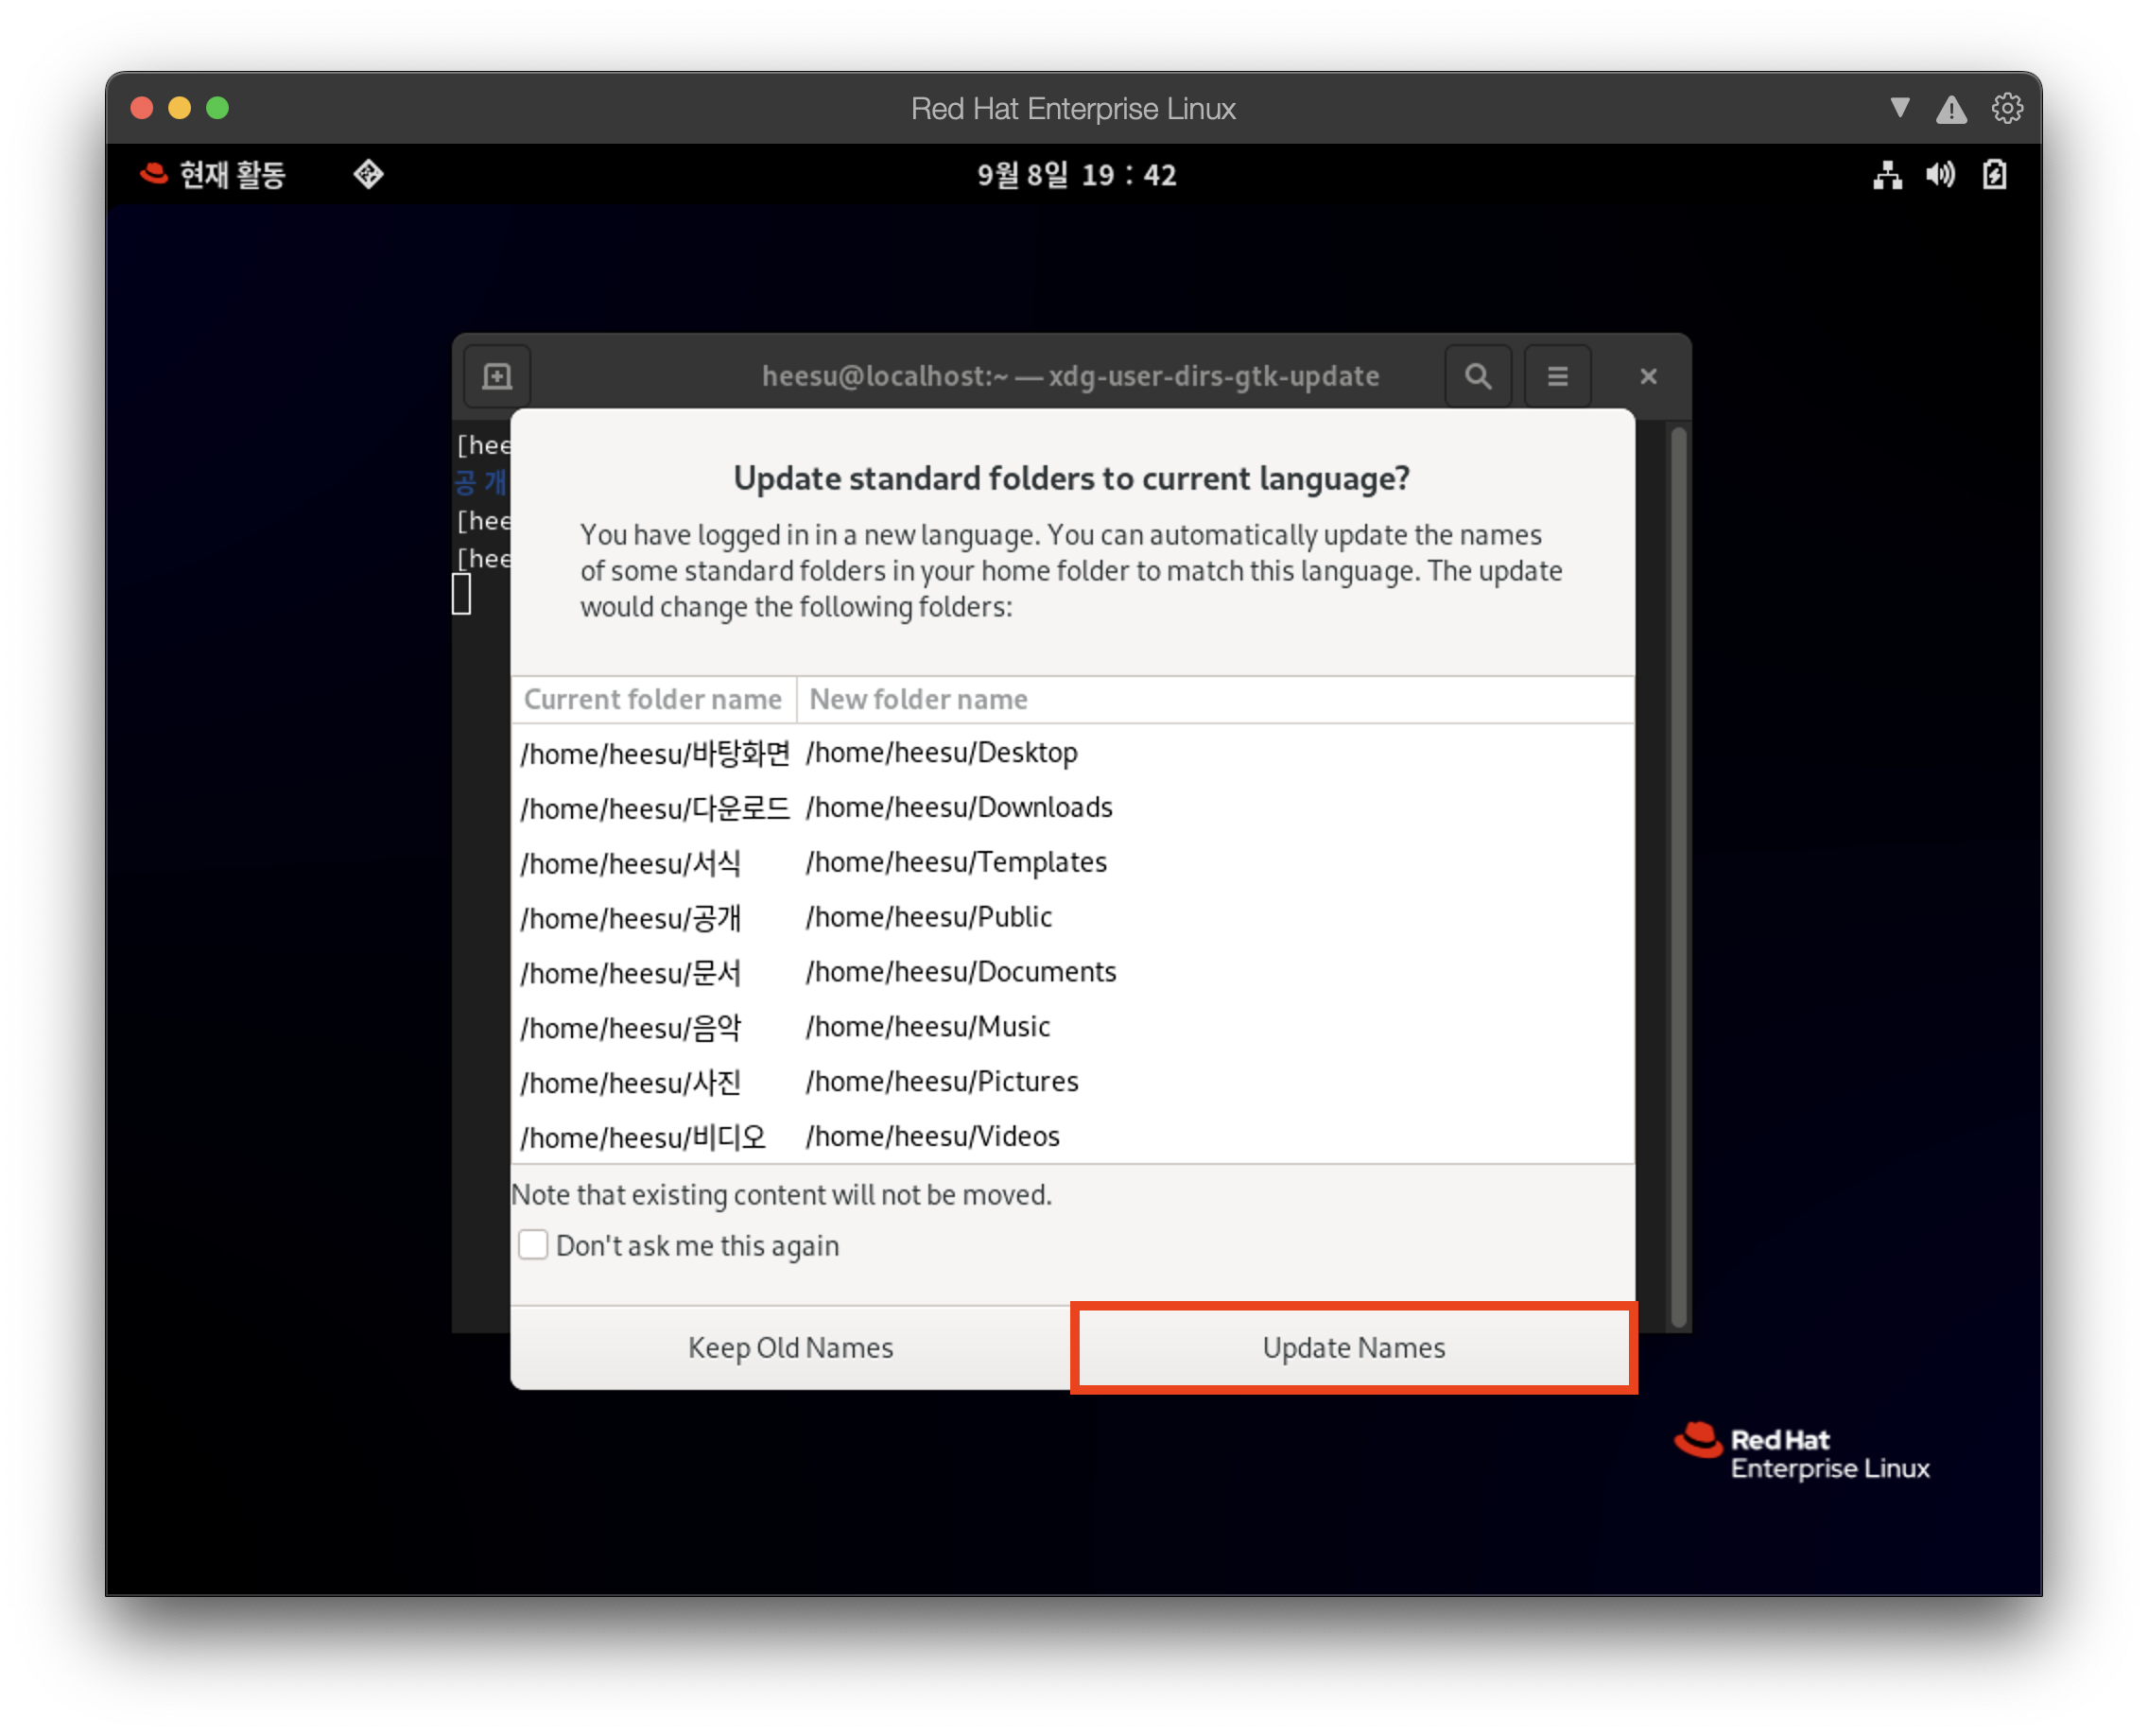 Red Hat Enterprise Linux
현재 활동
9월 8일 19 : 42
heesu@localhost:~ — xdg-user-dirs-gtk-update
[hee
공 개
[hee
[hee
Update standard folders to current language?
You have logged in in a new language. You can automatically update the names
of some standard folders in your home folder to match this language. The update
would change the following folders:
Current folder name New folder name
/home/heesu/바탕화면 /home/heesu/Desktop
/home/heesu/다운로드 /home/heesu/Downloads
/home/heesu/서식 /home/heesu/Templates
/home/heesu/공개 /home/heesu/Public
/home/heesu/문서 /home/heesu/Documents
/home/heesu/음악 /home/heesu/Music
/home/heesu/사진 /home/heesu/Pictures
/home/heesu/비디오 /home/heesu/Videos
Note that existing content will not be moved.
Don't ask me this again
Keep Old Names Update Names
Red Hat
Enterprise Linux